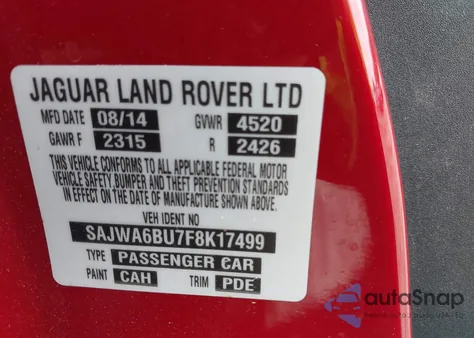 JAGUAR LAND ROVER LTD
MFD DATE 08/14 GVWR 4520
GAWR F 2315 R 2426
THIS VEHICLE CONFORMS TO ALL APPLICABLE FEDERAL MOTOR
VEHICLE SAFETY,BUMPER AND THEFT PREVENTION STANDARDS
IN EFFECT ON THE DATE OF MANUFACTURE SHOWN ABOVE.
VEH IDENT NO
SAJWA6BU7F8K17499
TYPE PASSENGER CAR
PAINT CAH TRIM PDE
autoSnap